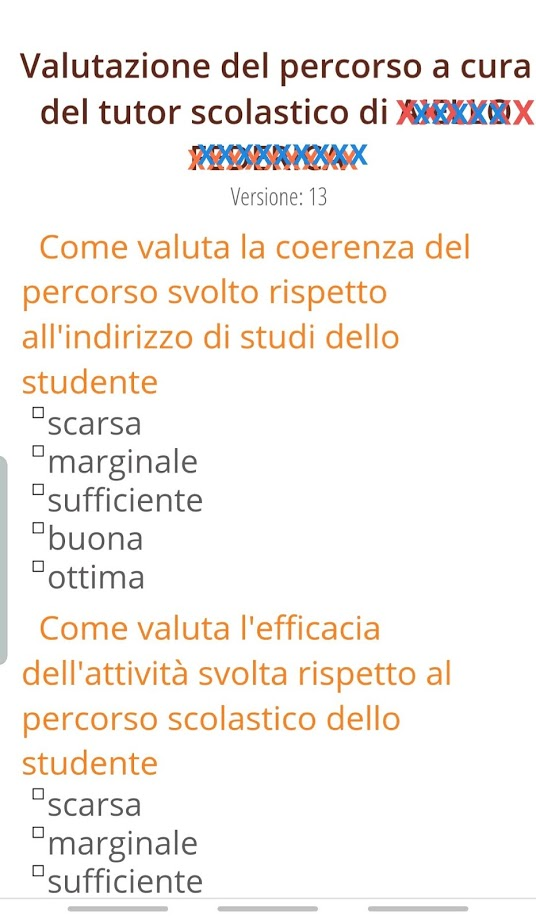 Valutazione del percorso a cura
del tutor scolastico di
Versione: 13
Come valuta la coerenza del
percorso svolto rispetto
all'indirizzo di studi dello
studente
scarsa
marginale
sufficiente
buona
ottima
Come valuta l'efficacia
dell'attività svolta rispetto al
percorso scolastico dello
studente
scarsa
marginale
sufficiente